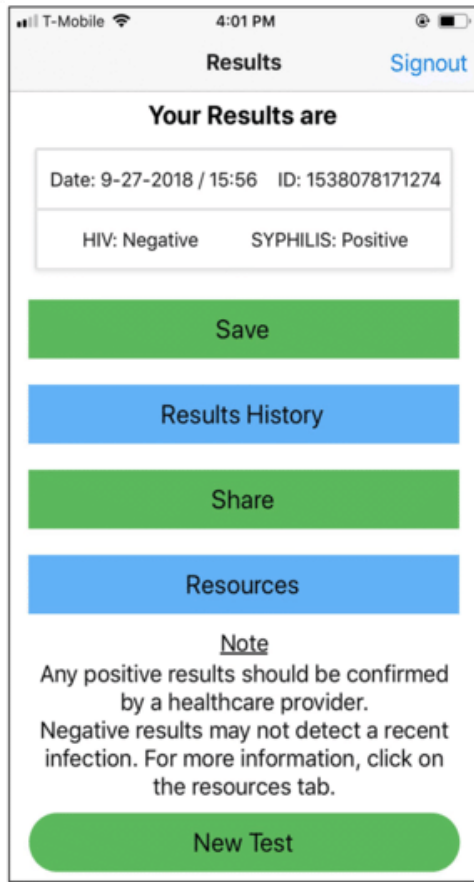 T-Mobile 4:01 PM
Results Signout
Your Results are
Date: 9-27-2018 / 15:56 ID: 1538078171274
HIV: Negative SYPHILIS: Positive
Save
Results History
Share
Resources
Note
Any positive results should be confirmed
by a healthcare provider.
Negative results may not detect a recent
infection. For more information, click on
the resources tab.
New Test